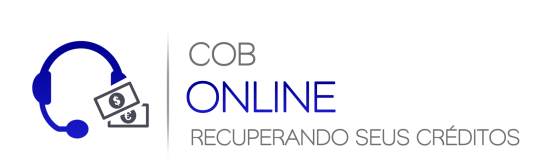 COB
ONLINE
RECUPERANDO SEUS CRÉDITOS